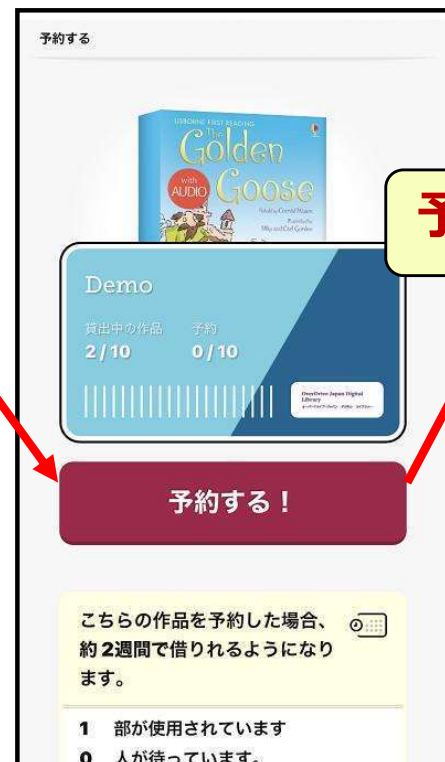 予約する
USBORNE FIRST READING
The
Golden
with
AUDIO
Goose
Demo
貸出中の作品 予約
2/10 0/10
OverDrive Japan Digital
Library
予約する!
こちらの作品を予約した場合、
約2週間で借りれるようになり
ます。
1 部が使用されています
0 人が待っています。
予